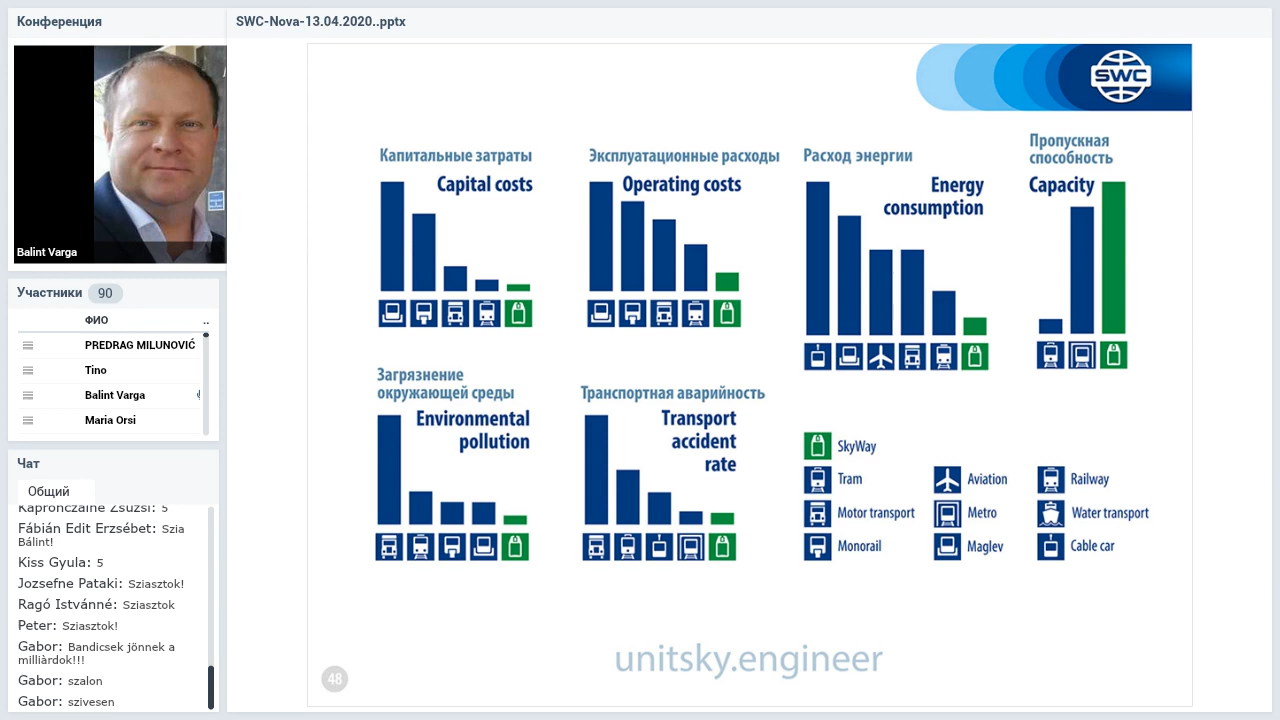 Конференция
Balint Varga
Участники 90
ФИО ..
PREDRAG MILUNOVIĆ
Tino
Balint Varga
Maria Orsi
Чат
Общий
Kapronczainé Zsuzsi: 5
Fábián Edit Erzsébet: Szia
Bálint!
Kiss Gyula: 5
Jozsefne Pataki: Sziasztok!
Ragó Istvánné: Sziasztok
Peter: Sziasztok!
Gabor: Bandicsek jönnek a
milliàrdok!!!
Gabor: szalon
Gabor: szivesen
SWC-Nova-13.04.2020..pptx
SWC
Капитальные затраты
Capital costs
Эксплуатационные расходы
Operating costs
Расход энергии
Energy
consumption
Пропускная
способность
Capacity
Загрязнение
окружающей среды
Environmental
pollution
Транспортная аварийность
Transport
accident
rate
SkyWay
Tram
Aviation
Railway
Motor transport
Metro
Water transport
Monorail
Maglev
Cable car
unitsky.engineer
48